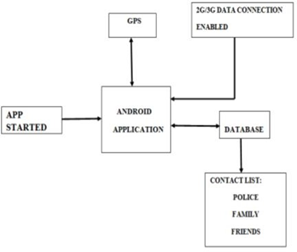 GPS
2G/3G DATA CONNECTION
ENABLED
APP
STARTED
ANDROID
APPLICATION
DATABASE
CONTACT LIST:
POLICE
FAMILY
FRIENDS